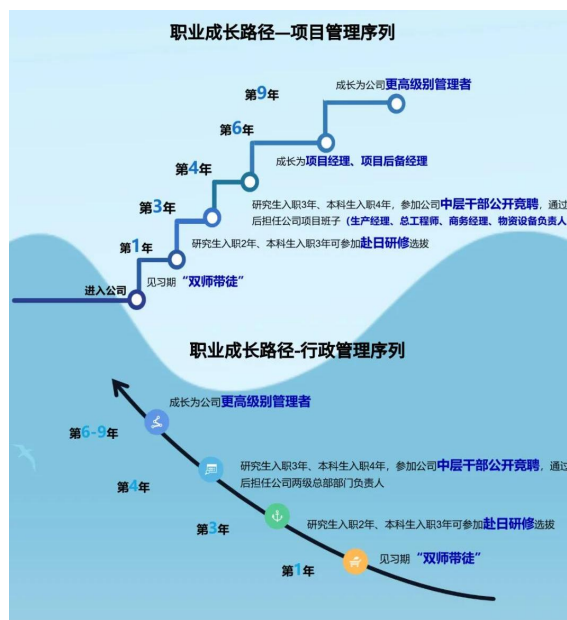 职业成长路径—项目管理序列
第9年
成长为公司更高级别管理者
第6年
成为项目经理、项目后备经理
第4年
研究生入职3年、本科生入职4年，参加公司中层干部公开竞聘，通过
后担任公司项目班子（生产经理、总工程师、商务经理、物资设备负责人
第3年
研究生入职2年、本科生入职3年可参加赴日研修选拔
第1年
见习期“双师带徒”
进入公司
职业成长路径-行政管理序列
成长为公司更高级别管理者
第6-9年
研究生入职3年、本科生入职4年，参加公司中层干部公开竞聘，通过
后担任公司两级总部部门负责人
第4年
研究生入职2年、本科生入职3年可参加赴日研修选拔
第3年
见习期“双师带徒”
第1年